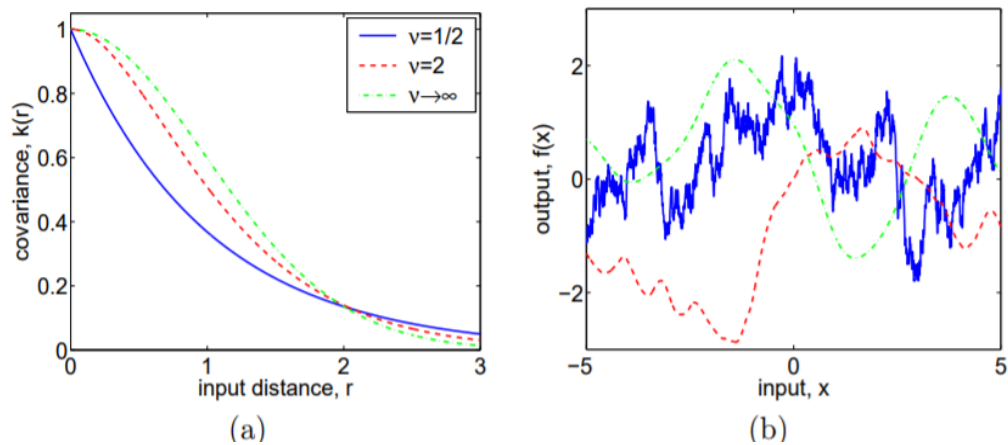 covariance, k(r)
1
0.8
0.6
0.4
0.2
0
0
1
2
3
input distance, r
ν=1/2
ν=2
ν→∞
(a)
output, f(x)
2
0
−2
−5
0
5
input, x
(b)